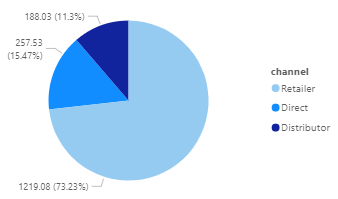 188.03 (11.3%)
257.53
(15.47%)
1219.08 (73.23%)
channel
Retailer
Direct
Distributor